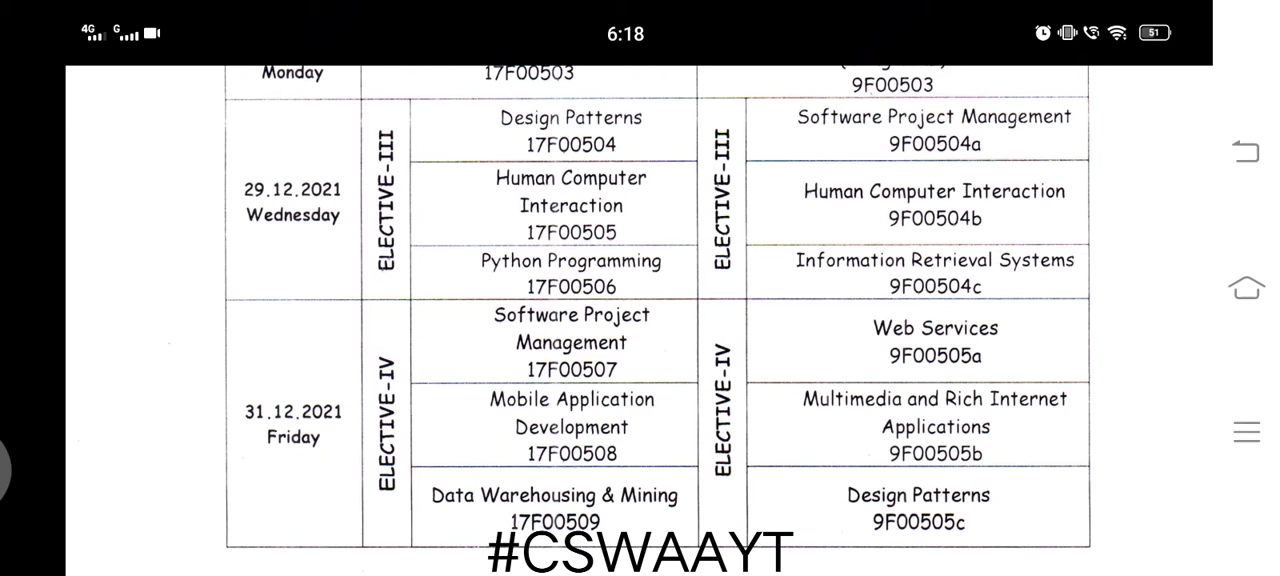 4G G 6:18 51
Monday 17F00503
9F00503
29.12.2021
Wednesday
ELECTIVE-III
Design Patterns
17F00504
Human Computer
Interaction
17F00505
Python Programming
17F00506
ELECTIVE-III
Software Project Management
9F00504a
Human Computer Interaction
9F00504b
Information Retrieval Systems
9F00504c
31.12.2021
Friday
ELECTIVE-IV
Software Project
Management
17F00507
Mobile Application
Development
17F00508
Data Warehousing & Mining
17F00509
ELECTIVE-IV
Web Services
9F00505a
Multimedia and Rich Internet
Applications
9F00505b
Design Patterns
9F00505c
#CSWAAYT